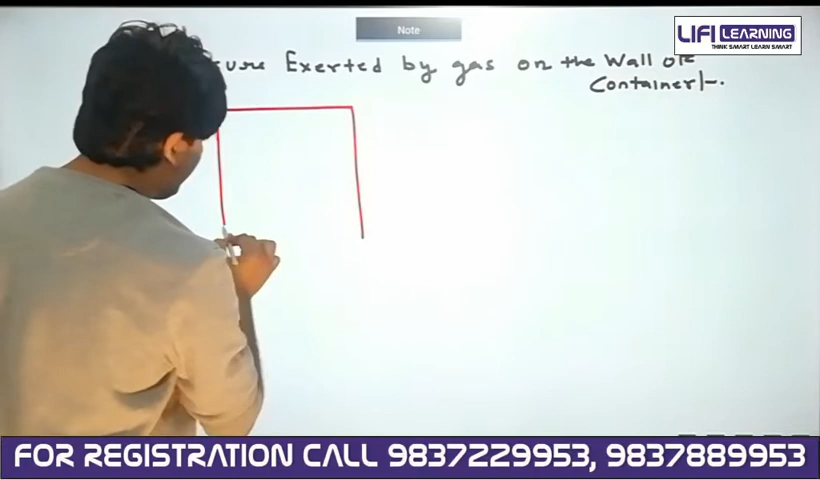 Note
LIFI LEARNING
THINK SMART LEARN SMART
Exerted by gas on the Wall of
Container:-
FOR REGISTRATION CALL 9837229953, 9837889953